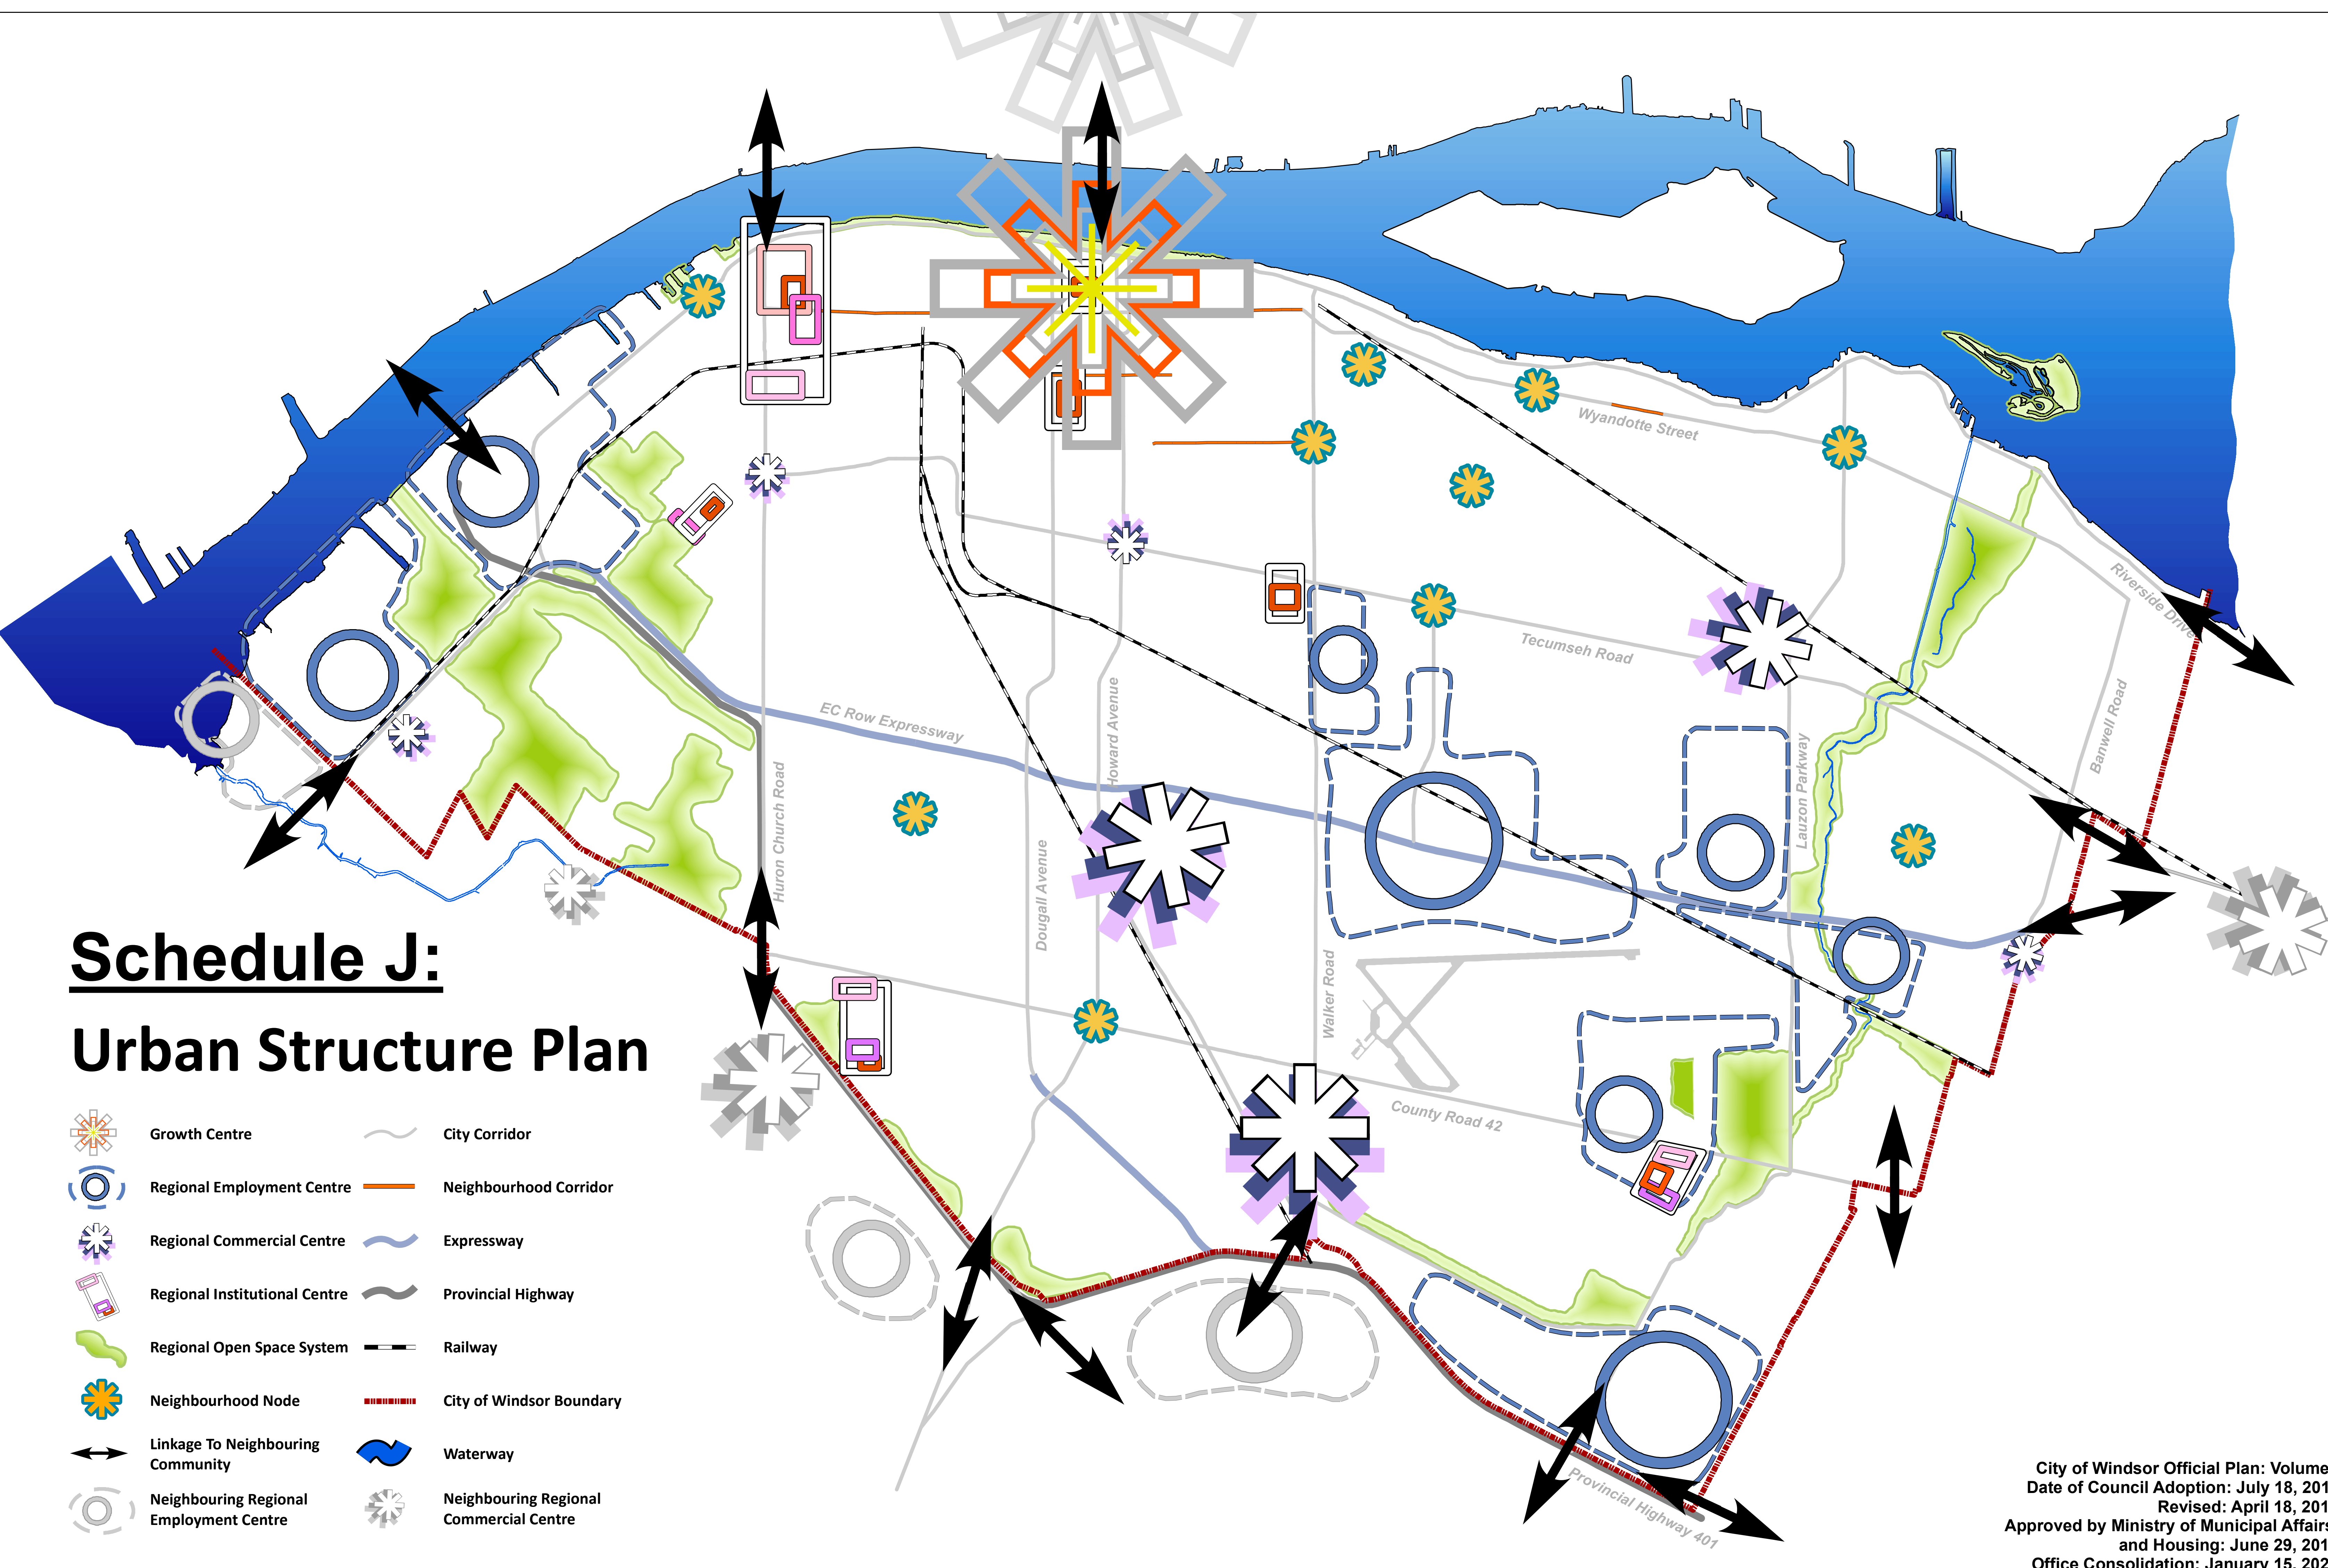 Wyandotte Street
Riverside Drive
Tecumseh Road
EC Row Expressway
Howard Avenue
Huron Church Road
Dougall Avenue
Walker Road
Lauzon Parkway
Banwell Road
County Road 42
Provincial Highway 401
Schedule J:
Urban Structure Plan
Growth Centre
City Corridor
Regional Employment Centre
Neighbourhood Corridor
Regional Commercial Centre
Expressway
Regional Institutional Centre
Provincial Highway
Regional Open Space System
Railway
Neighbourhood Node
City of Windsor Boundary
Linkage To Neighbouring
Community
Waterway
Neighbouring Regional
Employment Centre
Neighbouring Regional
Commercial Centre
City of Windsor Official Plan: Volume
Date of Council Adoption: July 18, 201
Revised: April 18, 201
Approved by Ministry of Municipal Affairs
and Housing: June 29, 201
Office Consolidation: January 15, 202